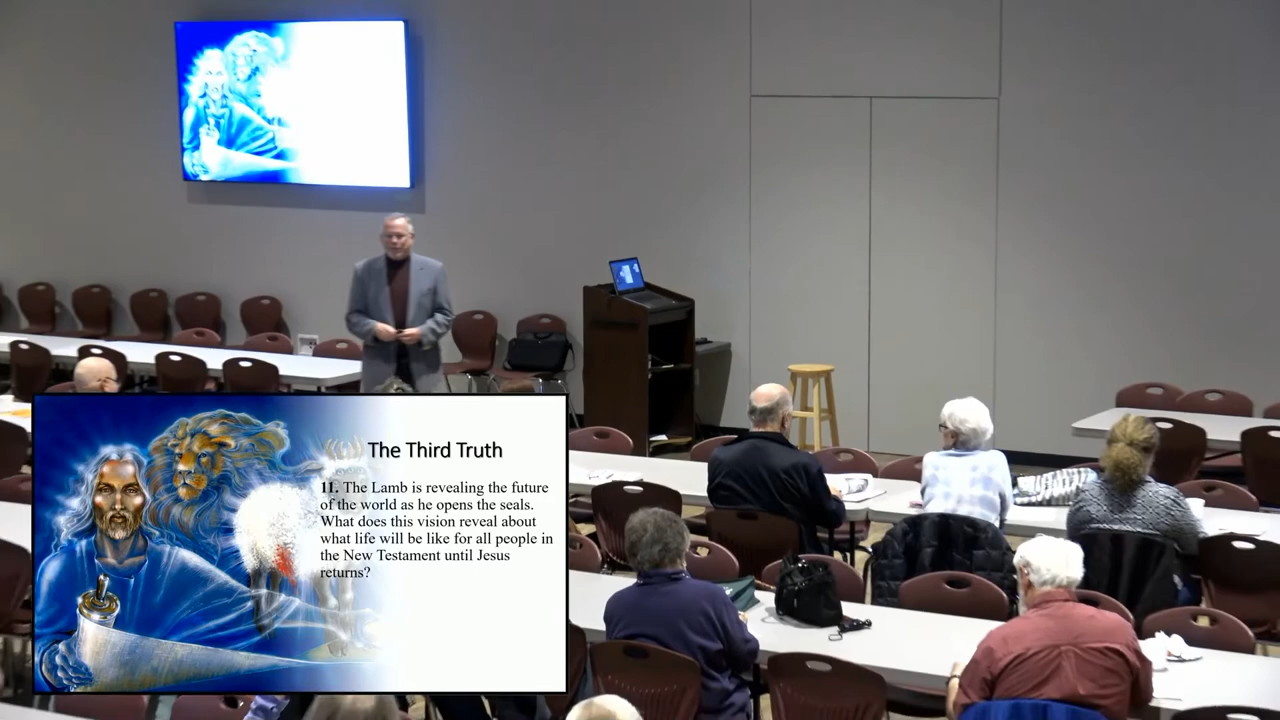 The Third Truth
11. The Lamb is revealing the future
of the world as he opens the seals.
What does this vision reveal about
what life will be like for all people in
the New Testament until Jesus
returns?